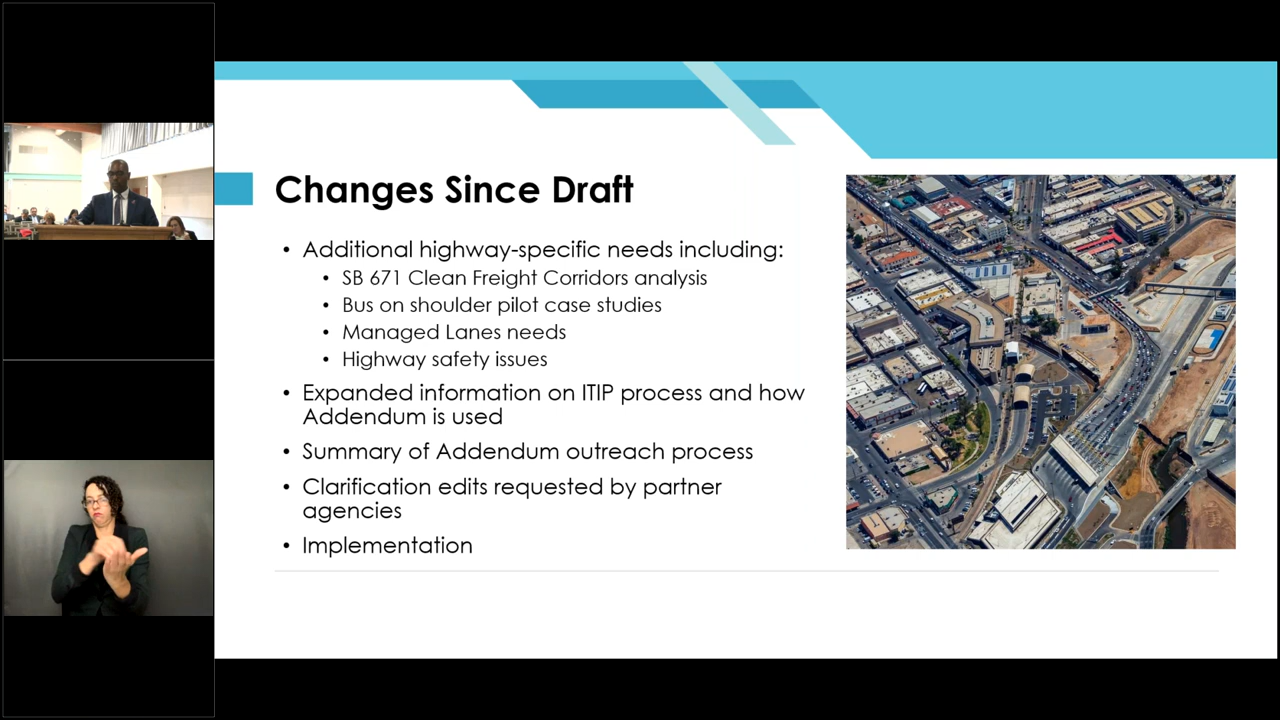 Changes Since Draft
• Additional highway-specific needs including:
• SB 671 Clean Freight Corridors analysis
• Bus on shoulder pilot case studies
• Managed Lanes needs
• Highway safety issues
• Expanded information on ITIP process and how
Addendum is used
• Summary of Addendum outreach process
• Clarification edits requested by partner
agencies
• Implementation